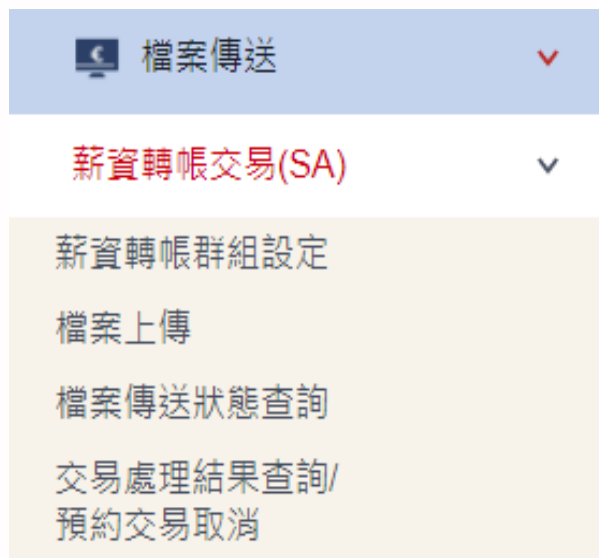 檔案傳送
薪資轉帳交易(SA)
薪資轉帳群組設定
檔案上傳
檔案傳送狀態查詢
交易處理結果查詢/
預約交易取消